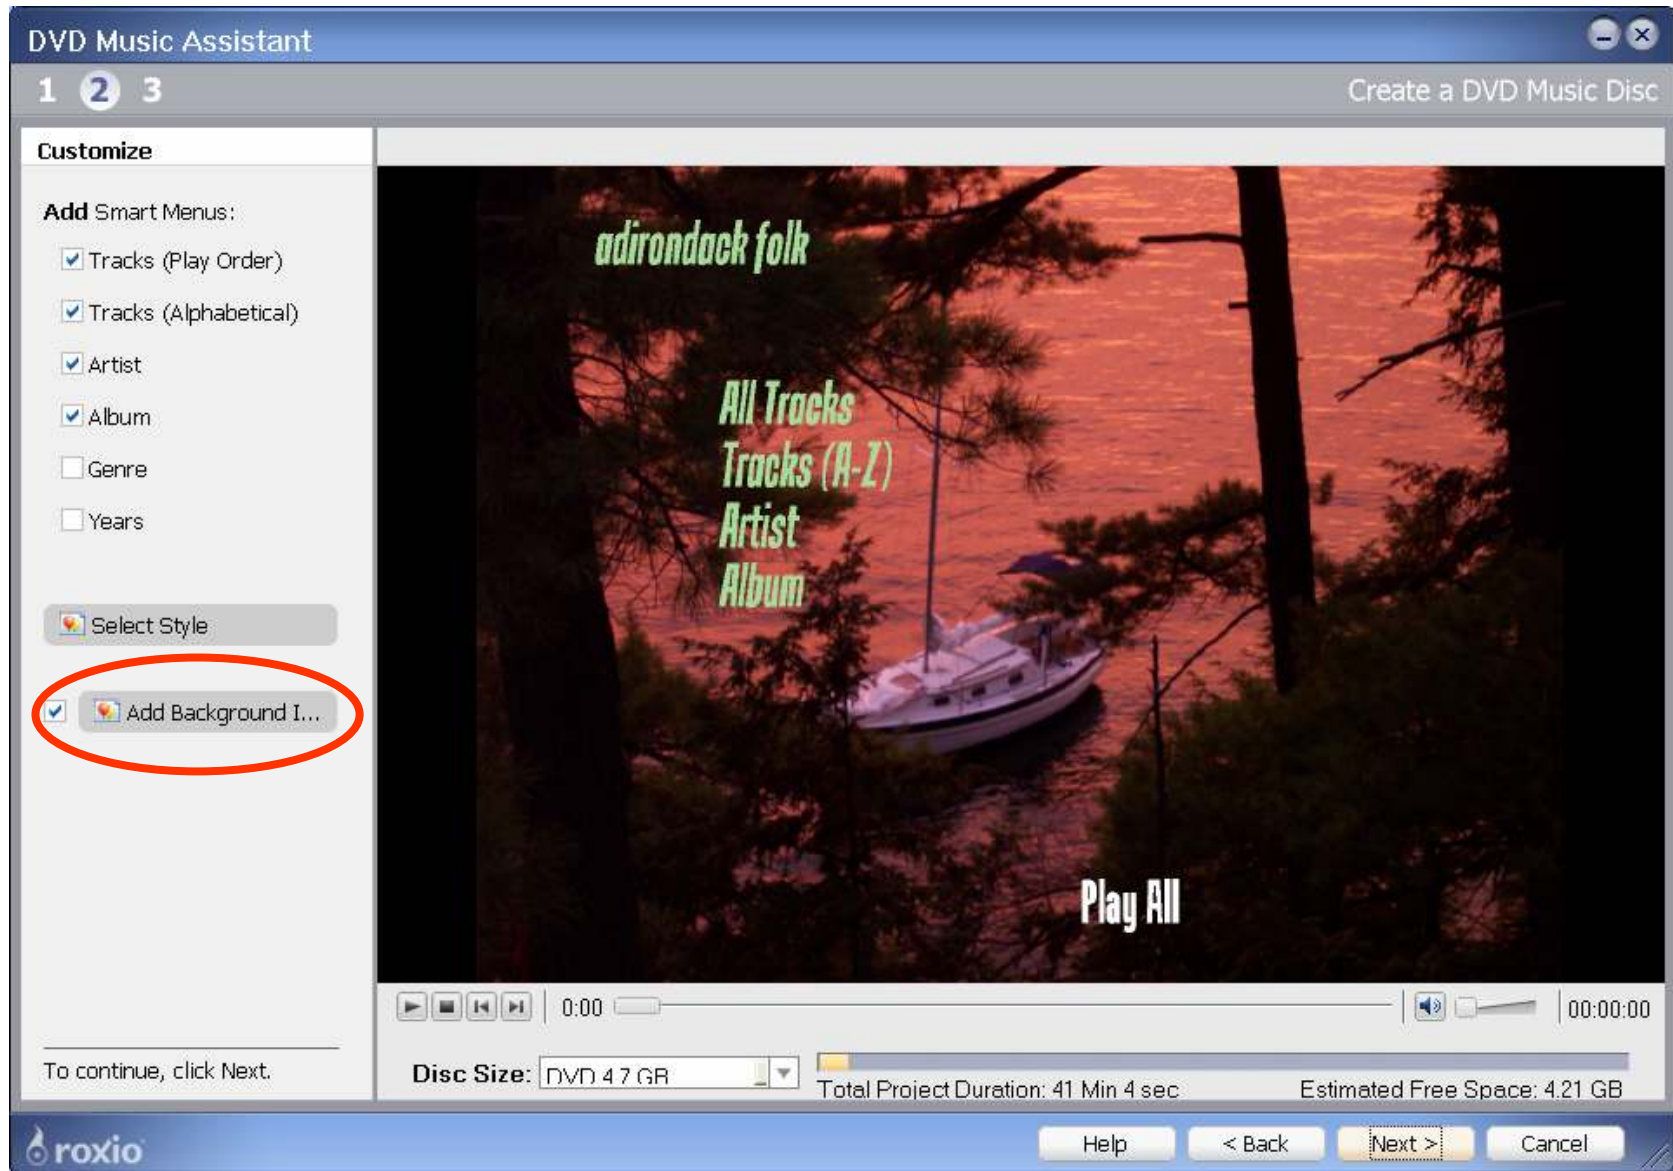 DVD Music Assistant
1 2 3
Create a DVD Music Disc
Customize
Add Smart Menus:
Tracks (Play Order)
Tracks (Alphabetical)
Artist
Album
Genre
Years
Select Style
Add Background I...
To continue, click Next.
adirondack folk
All Tracks
Tracks (A-Z)
Artist
Album
Play All
0:00
00:00:00
Disc Size: DVD 4.7 GB
Total Project Duration: 41 Min 4 sec
Estimated Free Space: 4.21 GB
roxio
Help
< Back
Next >
Cancel